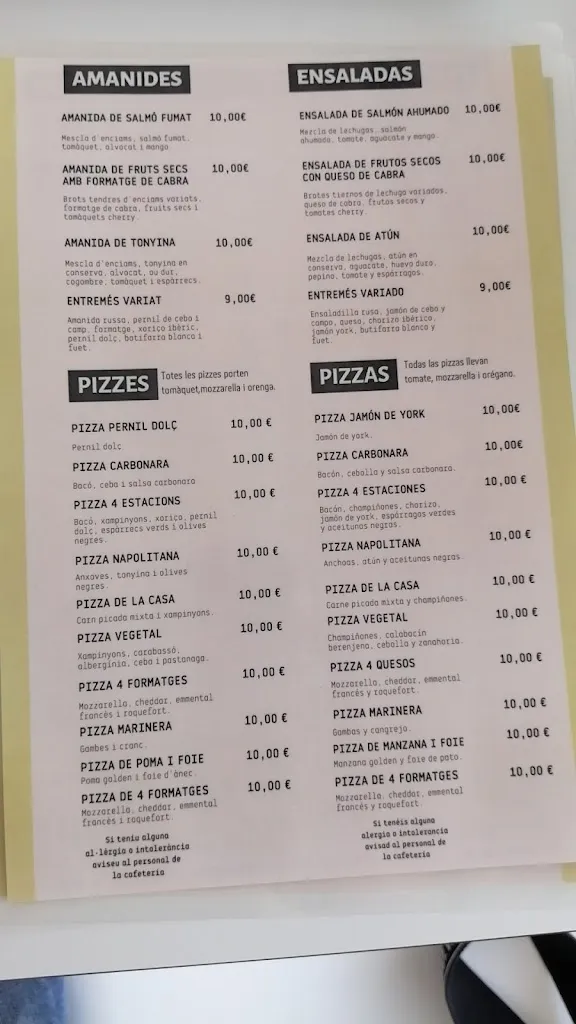 AMANIDES
AMANIDA DE SALMÓ FUMAT 10,00€
Mescla d'enciams, salmó fumat,
tomàquet, alvocat i mango.
AMANIDA DE FRUTS SECS 10,00€
AMB FORMATGE DE CABRA
Brots tendres d'enciams variats,
formatge de cabra, fruits secs i
tomàquets cherry.
AMANIDA DE TONYINA 10,00€
Mescla d'enciams, tonyina en
conserva, alvocat, ou dur,
cogombre, tomàquet i espàrrecs.
ENTREMÉS VARIAT 9,00€
Amanida russa, pernil de cebo i
camp, formatge, xoriço ibèric,
pernil dolç, botifarra blanca i
fuet.
PIZZES
Totes les pizzes porten
tomàquet,mozzarella i orenga.
PIZZA PERNIL DOLÇ 10,00 €
Pernil dolç
PIZZA CARBONARA 10,00 €
Bacó, ceba i salsa carbonara
PIZZA 4 ESTACIONS 10,00 €
Bacó, xampinyons, xoriço, pernil
dolç, espàrrecs verds i olives
negres.
PIZZA NAPOLITANA 10,00 €
Anxoves, tonyina i olives
negres.
PIZZA DE LA CASA 10,00 €
Carn picada mixta i xampinyons.
PIZZA VEGETAL 10,00 €
Xampinyons, carabassó,
albergínia, ceba i pastanaga.
PIZZA 4 FORMATGES 10,00 €
Mozzarella, cheddar, emmental
francés i roquefort.
PIZZA MARINERA 10,00 €
Gambes i cranc.
PIZZA DE POMA I FOIE 10,00 €
Poma golden i foie d'ànec.
PIZZA DE 4 FORMATGES 10,00 €
Mozzarella, cheddar, emmental
francés i roquefort.
Si teniu alguna
al·lèrgia o intolerància
aviseu al personal de
la cafeteria
ENSALADAS
ENSALADA DE SALMÓN AHUMADO 10,00€
Mezcla de lechugas, salmón
ahumado, tomate, aguacate y mango.
ENSALADA DE FRUTOS SECOS 10,00€
CON QUESO DE CABRA
Brotes tiernos de lechuga variados,
queso de cabra, frutos secos y
tomates cherry.
ENSALADA DE ATÚN 10,00€
Mezcla de lechugas, atún en
conserva, aguacate, huevo duro,
pepino, tomate y espárragos.
ENTREMÉS VARIADO 9,00€
Ensaladilla rusa, jamón de cebo y
campo, queso, chorizo ibérico,
jamón york, butifarra blanca y
fuet.
PIZZAS
Todas las pizzas llevan
tomate, mozzarella i orégano.
PIZZA JAMÓN DE YORK 10,00€
Jamón de york.
PIZZA CARBONARA 10,00€
Bacón, cebolla y salsa carbonara.
PIZZA 4 ESTACIONES 10,00 €
Bacón, champiñones, chorizo,
jamón de york, espárragos verdes
y aceitunas negras.
PIZZA NAPOLITANA 10,00 €
Anchoas, atún y aceitunas negras
PIZZA DE LA CASA 10,00 €
Carne picada mixta y champiñones.
PIZZA VEGETAL 10,00 €
Champiñones, calabacín
berenjena, cebolla y zanahoria.
PIZZA 4 QUESOS 10,00 €
Mozzarella, cheddar, emmental
francés y roquefort.
PIZZA MARINERA 10,00 €
Gambas y cangrejo.
PIZZA DE MANZANA I FOIE 10,00 €
Manzana golden y foie de pato.
PIZZA DE 4 FORMATGES 10,00 €
Mozzarella, cheddar, emmental
francés y roquefort.
Si tenéis alguna
alergia o intolerancia
avisad al personal de
la cafetería